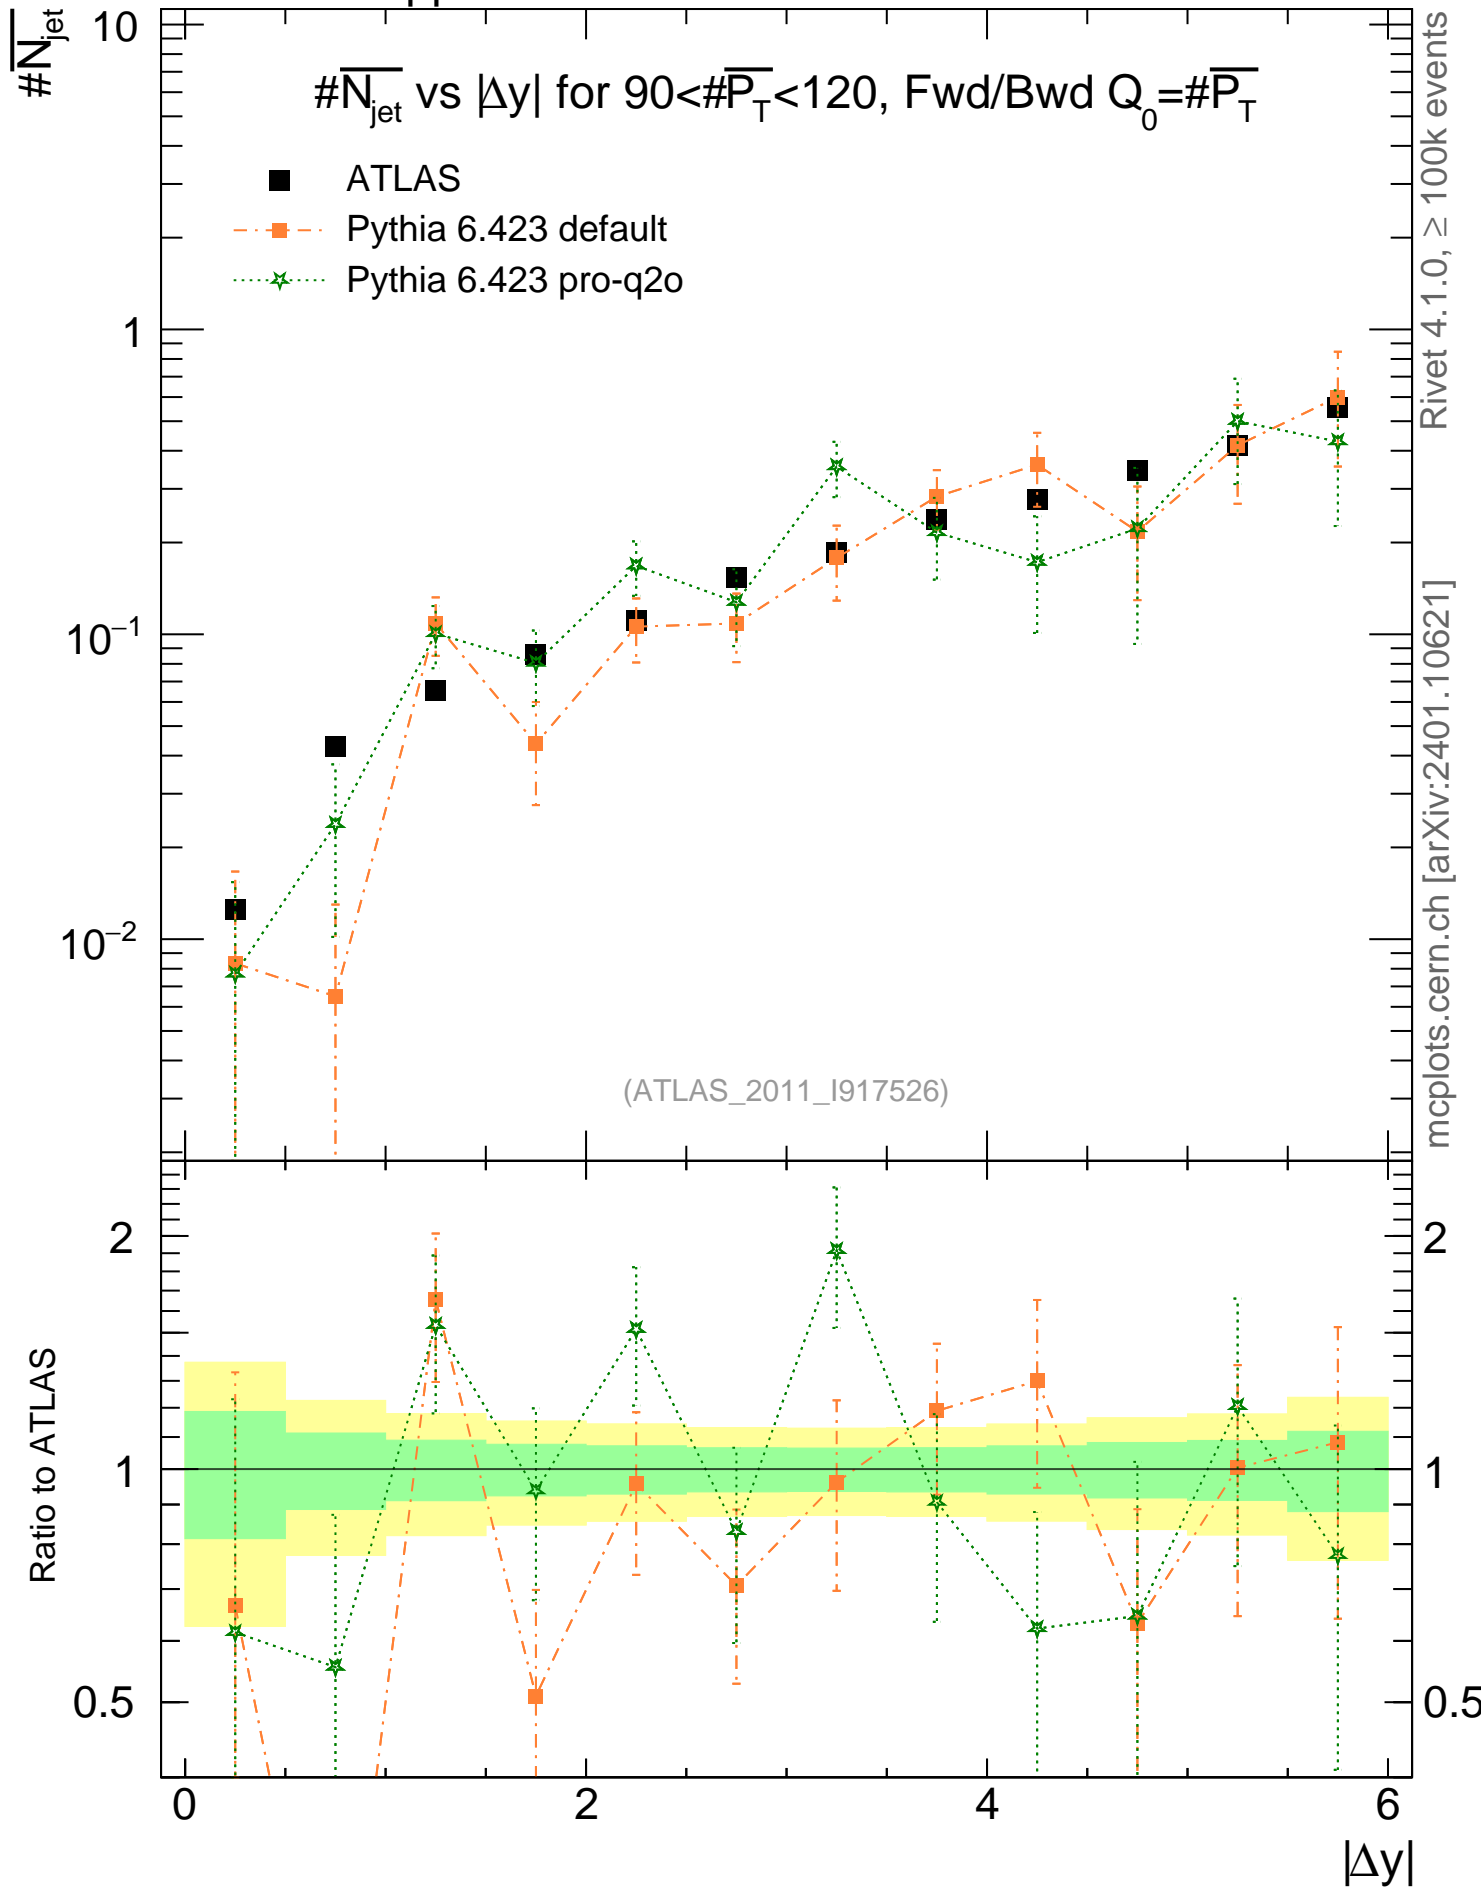 #N̅jet
#N̅jet vs |Δy| for 90<#P̅T<120, Fwd/Bwd Q0=#P̅T
ATLAS
Pythia 6.423 default
Pythia 6.423 pro-q2o
10
1
10−1
10−2
(ATLAS_2011_I917526)
Rivet 4.1.0, ≥ 100k events
mcplots.cern.ch [arXiv:2401.10621]
Ratio to ATLAS
2
1
0.5
2
1
0.5
0 2 4 6
|Δy|